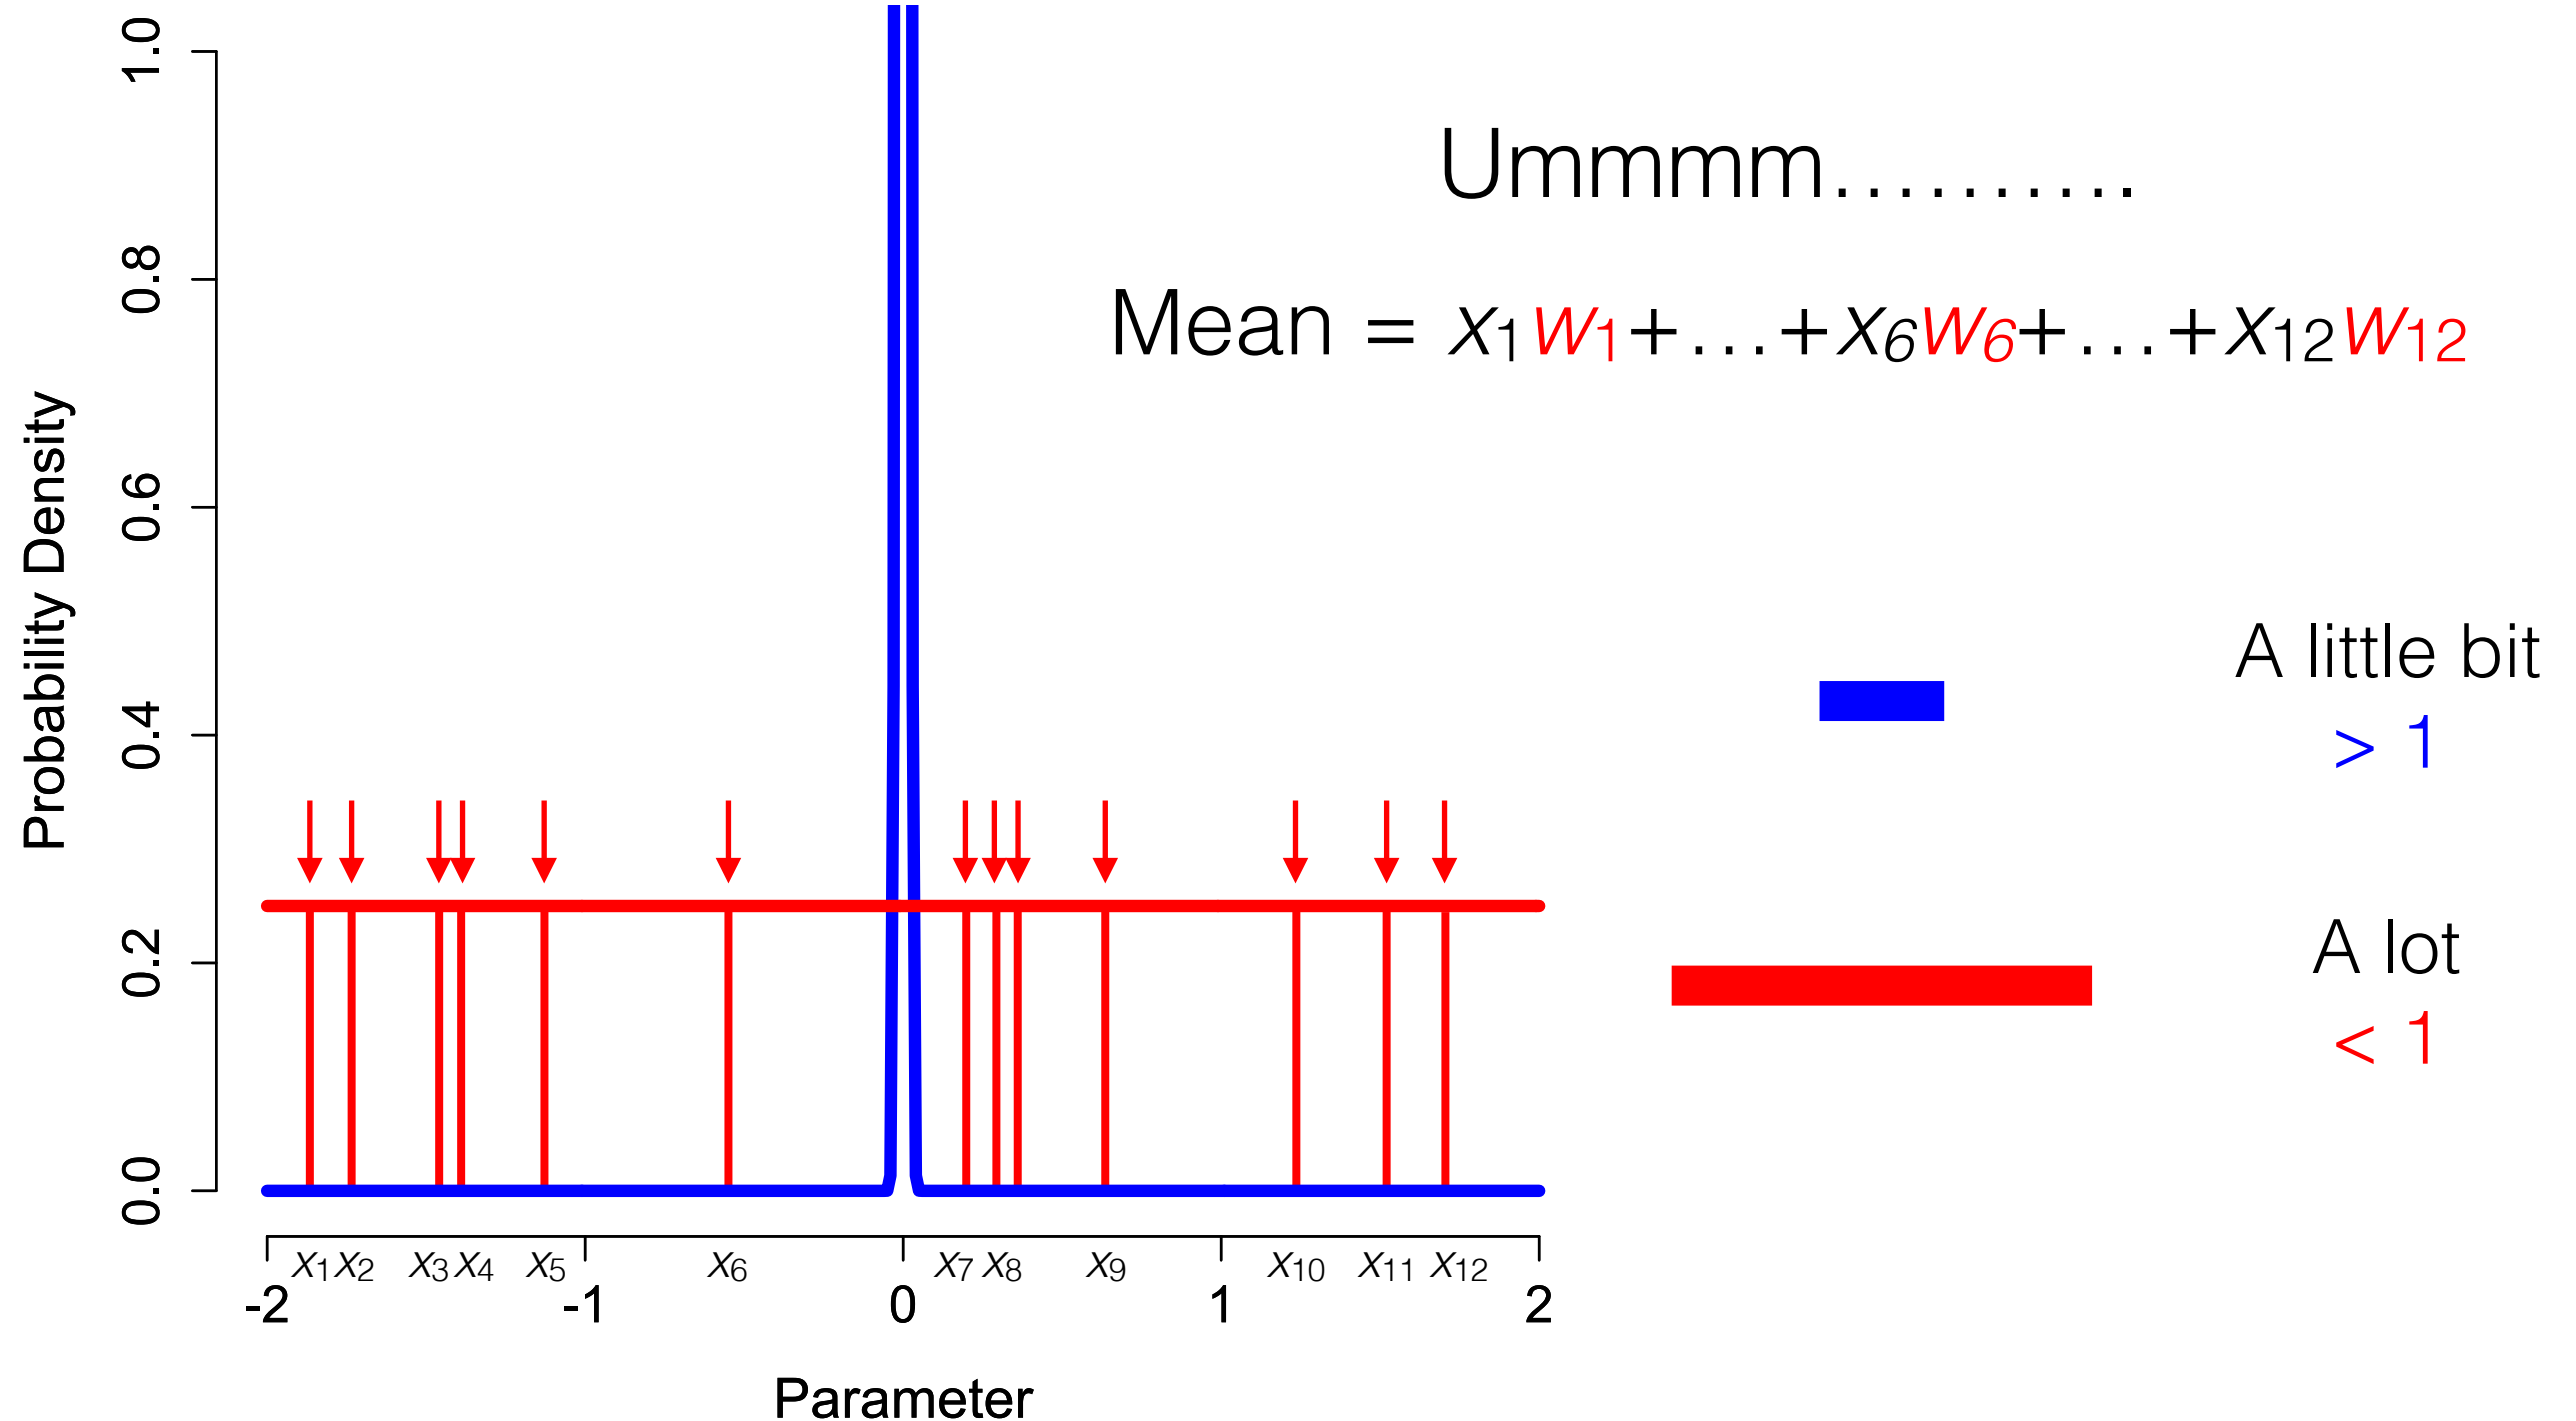 Ummmm..........
Mean = x1w1+...+x6w6+...+x12w12
Probability Density
1.0
0.8
0.6
0.4
0.2
0.0
A little bit
> 1
A lot
< 1
x1 x2 x3 x4 x5 x6 x7 x8 x9 x10 x11 x12
-2 -1 0 1 2
Parameter